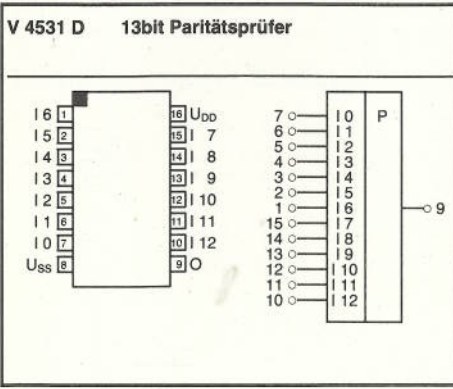 V 4531 D 13bit Paritätsprüfer
I 6 1 16 UDD
I 5 2 15 I 7
I 4 3 14 I 8
I 3 4 13 I 9
I 2 5 12 I 10
I 1 6 11 I 11
I 0 7 10 I 12
USS 8 9 O
7 I 0 P
6 I 1
5 I 2
4 I 3
3 I 4
2 I 5
1 I 6 9
15 I 7
14 I 8
13 I 9
12 I 10
11 I 11
10 I 12